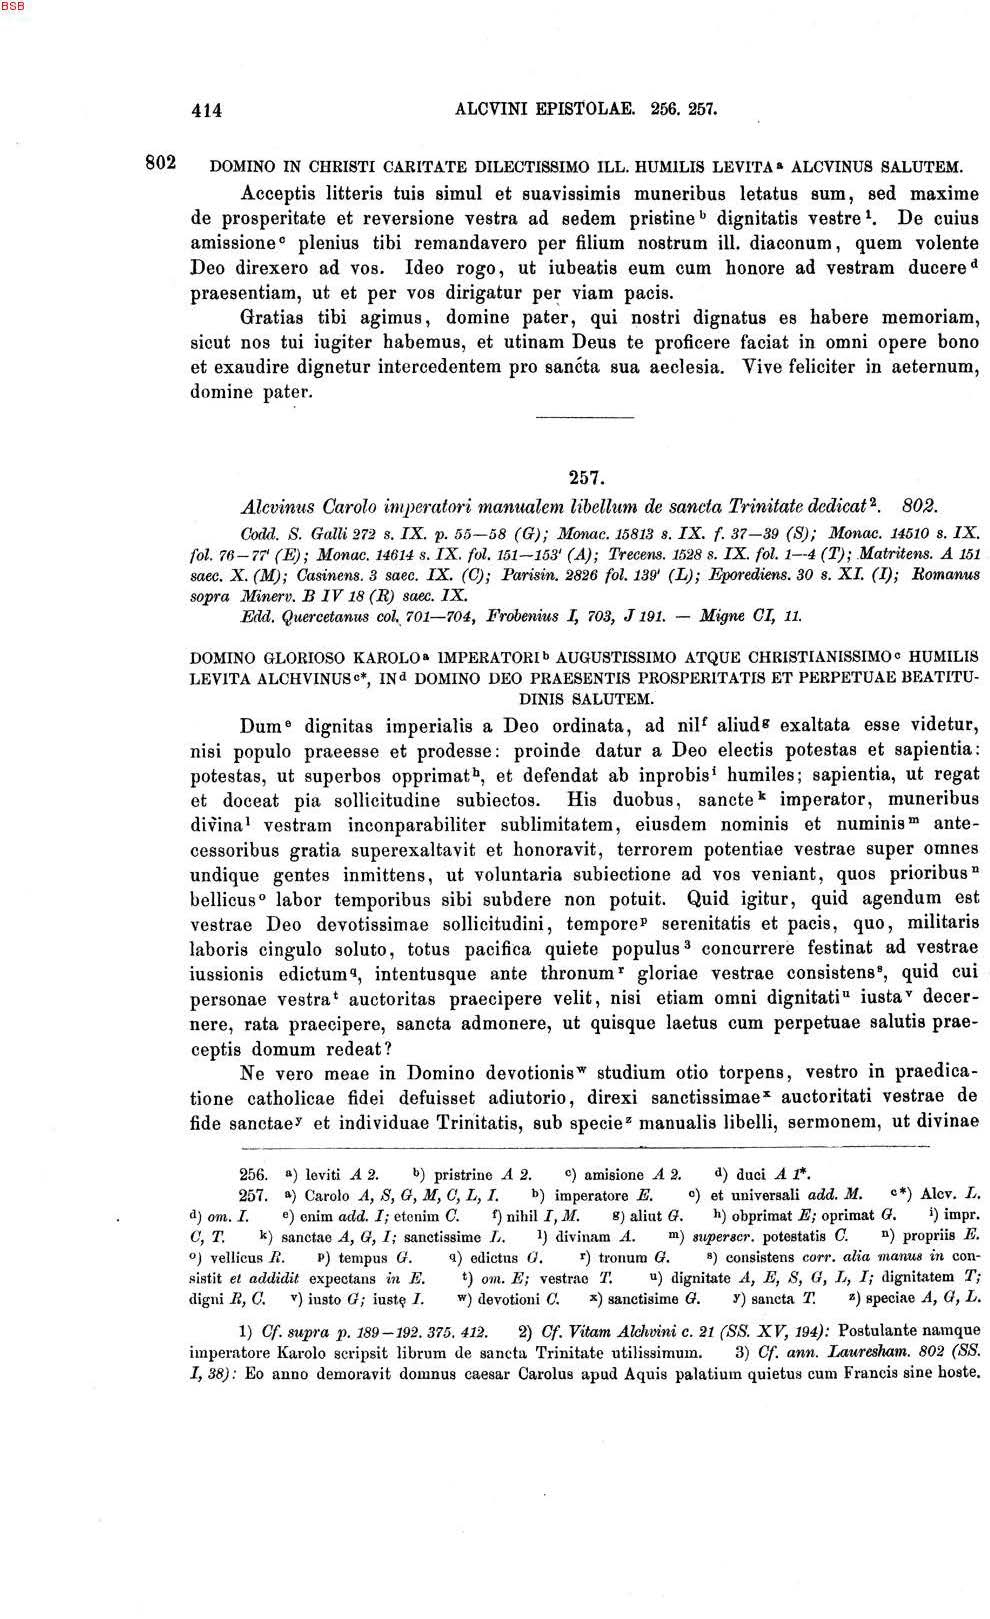 BSB
414 ALCVINI EPISTOLAE. 256. 257.
802 DOMINO IN CHRISTI CARITATE DILECTISSIMO ILL. HUMILIS LEVITA a ALCVINUS SALUTEM.
Acceptis litteris tuis simul et suavissimis muneribus letatus sum, sed maxime
de prosperitate et reversione vestra ad sedem pristine b dignitatis vestre 1. De cuius
amissione c plenius tibi remandavero per filium nostrum ill. diaconum, quem volente
Deo direxero ad vos. Ideo rogo, ut iubeatis eum cum honore ad vestram ducere d
praesentiam, ut et per vos dirigatur per viam pacis.
Gratias tibi agimus, domine pater, qui nostri dignatus es habere memoriam,
sicut nos tui iugiter habemus, et utinam Deus te proficere faciat in omni opere bono
et exaudire dignetur intercedentem pro sancta sua aeclesia. Vive feliciter in aeternum,
domine pater.
257.
Alcvinus Carolo imperatori manualem libellum de sancta Trinitate dedicat 2. 802.
Codd. S. Galli 272 s. IX. p. 55—58 (G); Monac. 15813 s. IX. f. 37—39 (S); Monac. 14510 s. IX.
fol. 76—77' (E); Monac. 14614 s. IX. fol. 151—153' (A); Trecens. 1528 s. IX. fol. 1—4 (T); Matritens. A 151
saec. X. (M); Casinens. 3 saec. IX. (C); Parisin. 2826 fol. 139' (L); Eporediens. 30 s. XI. (I); Romanus
sopra Minerv. B IV 18 (R) saec. IX.
Edd. Quercetanus col. 701—704, Frobenius I, 703, J 191. — Migne CI, 11.
DOMINO GLORIOSO KAROLO a IMPERATORI b AUGUSTISSIMO ATQUE CHRISTIANISSIMO c HUMILIS
LEVITA ALCHVINUS c*, IN d DOMINO DEO PRAESENTIS PROSPERITATIS ET PERPETUAE BEATITU-
DINIS SALUTEM.
Dum e dignitas imperialis a Deo ordinata, ad nil f aliud g exaltata esse videtur,
nisi populo praeesse et prodesse: proinde datur a Deo electis potestas et sapientia:
potestas, ut superbos opprimat h, et defendat ab inprobis i humiles; sapientia, ut regat
et doceat pia sollicitudine subiectos. His duobus, sancte k imperator, muneribus
divina l vestram inconparabiliter sublimitatem, eiusdem nominis et numinis m ante-
cessoribus gratia superexaltavit et honoravit, terrorem potentiae vestrae super omnes
undique gentes inmittens, ut voluntaria subiectione ad vos veniant, quos prioribus n
bellicus o labor temporibus sibi subdere non potuit. Quid igitur, quid agendum est
vestrae Deo devotissimae sollicitudini, tempore p serenitatis et pacis, quo, militaris
laboris cingulo soluto, totus pacifica quiete populus 3 concurrere festinat ad vestrae
iussionis edictum q, intentusque ante thronum r gloriae vestrae consistens s, quid cui
personae vestra t auctoritas praecipere velit, nisi etiam omni dignitati u iusta v decer-
nere, rata praecipere, sancta admonere, ut quisque laetus cum perpetuae salutis prae-
ceptis domum redeat?
Ne vero meae in Domino devotionis w studium otio torpens, vestro in praedica-
tione catholicae fidei defuisset adiutorio, direxi sanctissimae x auctoritati vestrae de
fide sanctae y et individuae Trinitatis, sub specie z manualis libelli, sermonem, ut divinae
256. a) leviti A 2. b) pristrine A 2. c) amisione A 2. d) duci A 1*.
257. a) Carolo A, S, G, M, C, L, I. b) imperatore E. c) et universali add. M. c*) Alcv. L.
d) om. I. e) enim add. I; etenim C. f) nihil I, M. g) aliut G. h) obprimat E; oprimat G. i) impr.
C, T. k) sanctae A, G, I; sanctissime L. l) divinam A. m) superscr. potestatis C. n) propriis E.
o) vellicus R. p) tempus G. q) edictus G. r) tronum G. s) consistens corr. alia manus in con-
sistit et addidit expectans in E. t) om. E; vestrae T. u) dignitate A, E, S, G, L, I; dignitatem T;
digni R, C. v) iusto G; iustę I. w) devotioni C. x) sanctisime G. y) sancta T. z) speciae A, G, L.
1) Cf. supra p. 189—192. 375. 412. 2) Cf. Vitam Alchvini c. 21 (SS. XV, 194): Postulante namque
imperatore Karolo scripsit librum de sancta Trinitate utilissimum. 3) Cf. ann. Lauresham. 802 (SS.
I, 38): Eo anno demoravit domnus caesar Carolus apud Aquis palatium quietus cum Francis sine hoste.